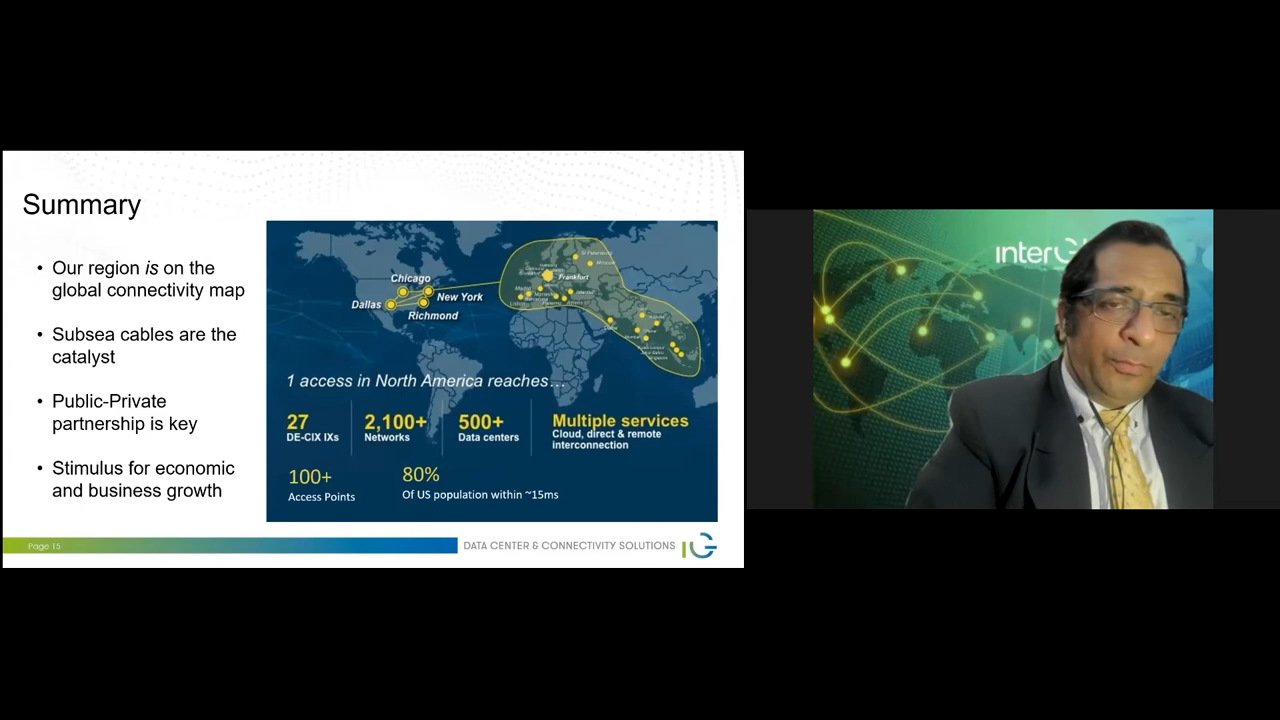 Summary
• Our region is on the
global connectivity map
• Subsea cables are the
catalyst
• Public-Private
partnership is key
• Stimulus for economic
and business growth
Chicago
New York
Dallas
Richmond
Frankfurt
Madrid
Lisbon
Istanbul
1 access in North America reaches…
27
DE-CIX IXs
2,100+
Networks
500+
Data centers
Multiple services
Cloud, direct & remote
interconnection
100+
Access Points
80%
Of US population within ~15ms
Page 15
DATA CENTER & CONNECTIVITY SOLUTIONS